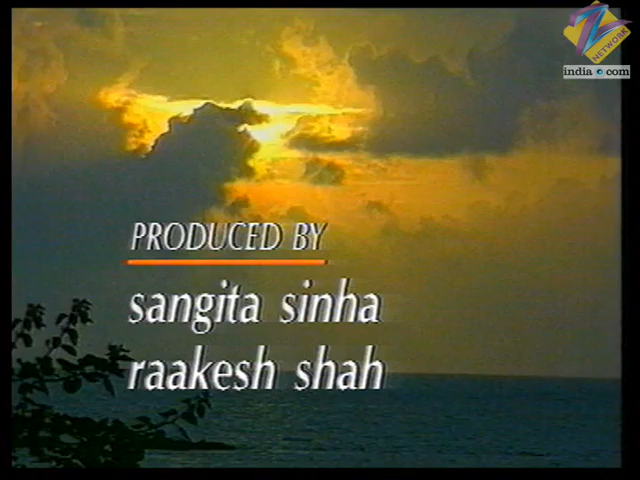 NETWORK
india.com
PRODUCED BY
sangita sinha
raakesh shah